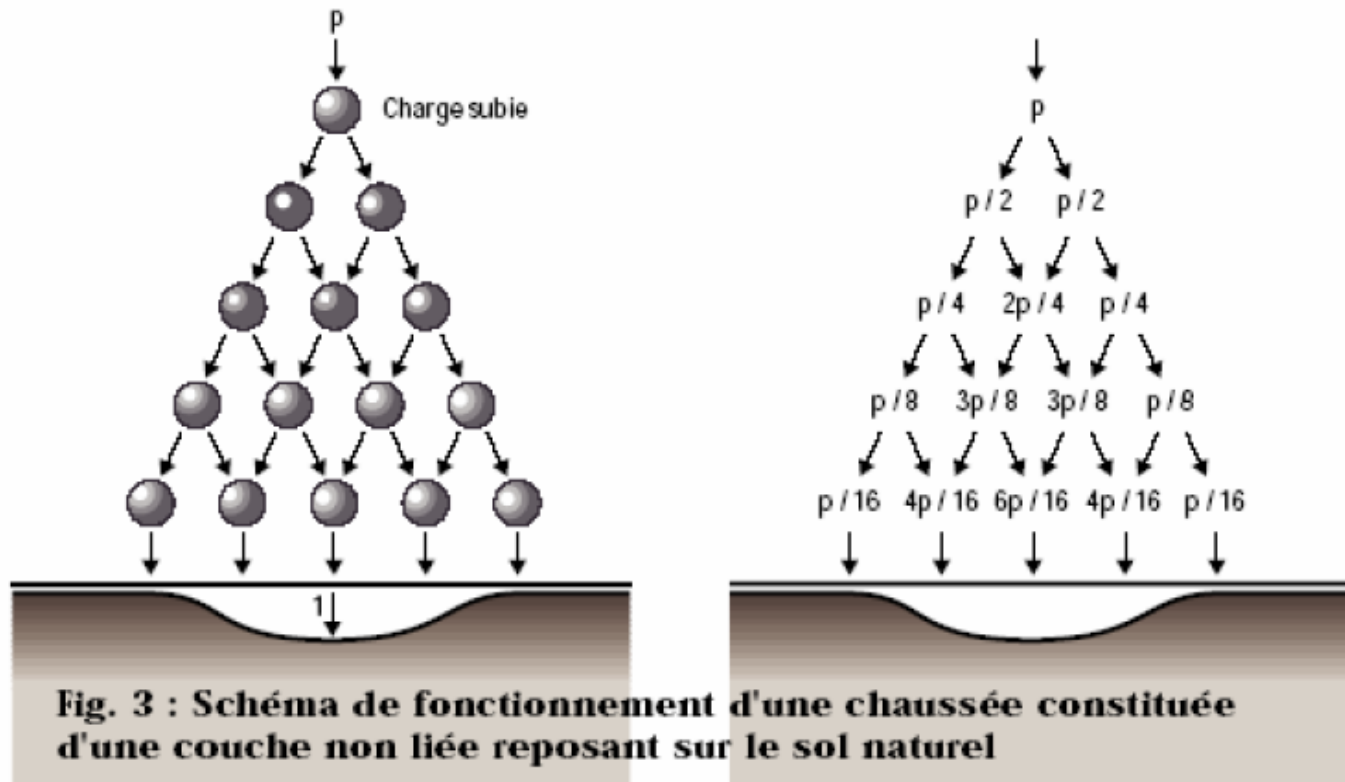 p
Charge subie
p
p / 2 p / 2
p / 4 2p / 4 p / 4
p / 8 3p / 8 3p / 8 p / 8
p / 16 4p / 16 6p / 16 4p / 16 p / 16
1
Fig. 3 : Schéma de fonctionnement d'une chaussée constituée
d'une couche non liée reposant sur le sol naturel